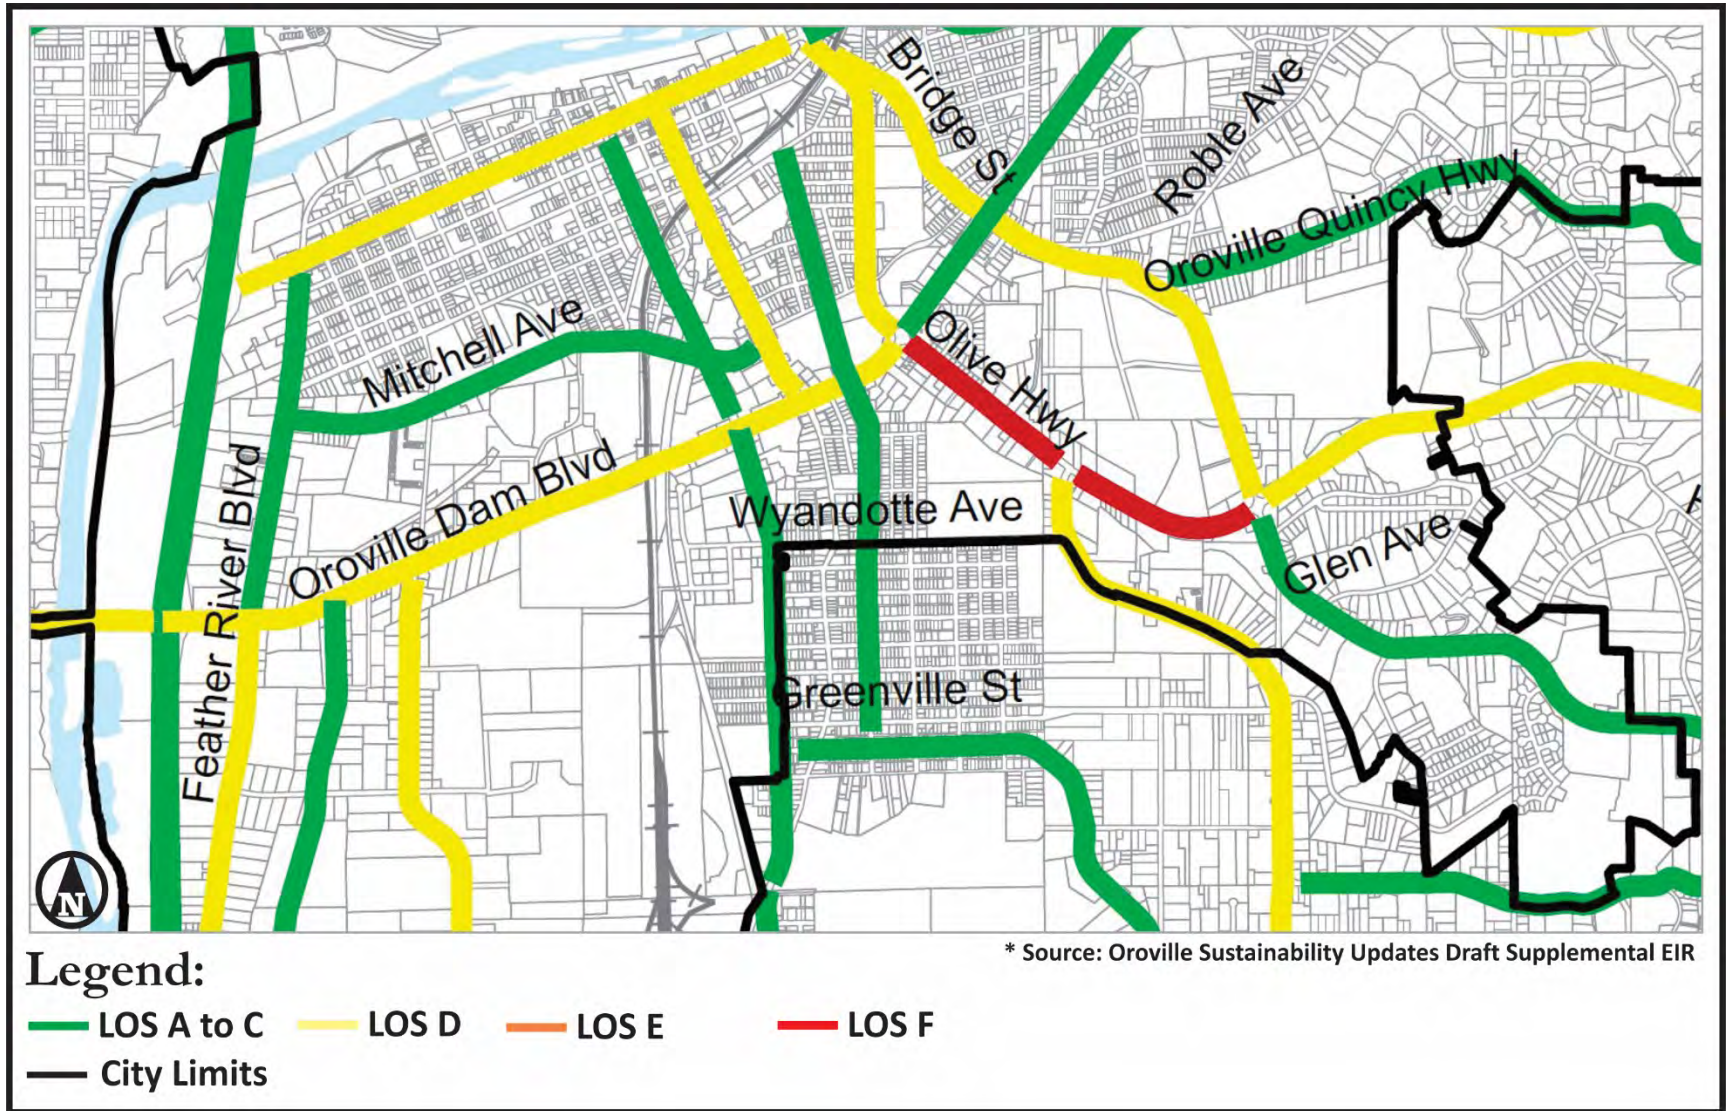 Bridge St
Roble Ave
Oroville Quincy Hwy
Mitchell Ave
Olive Hwy
Feather River Blvd
Oroville Dam Blvd
Wyandotte Ave
Glen Ave
Greenville St
N
* Source: Oroville Sustainability Updates Draft Supplemental EIR
Legend:
LOS A to C LOS D LOS E LOS F
City Limits